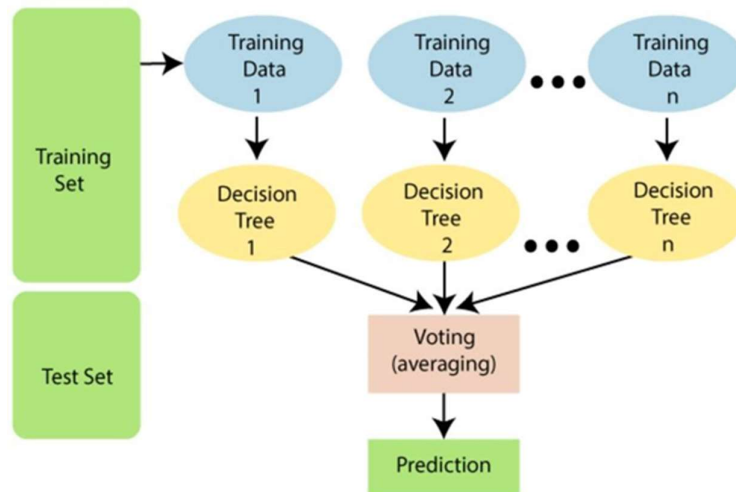 Training
Set
Test Set
Training
Data
1
Training
Data
2
Training
Data
n
Decision
Tree
1
Decision
Tree
2
Decision
Tree
n
Voting
(averaging)
Prediction